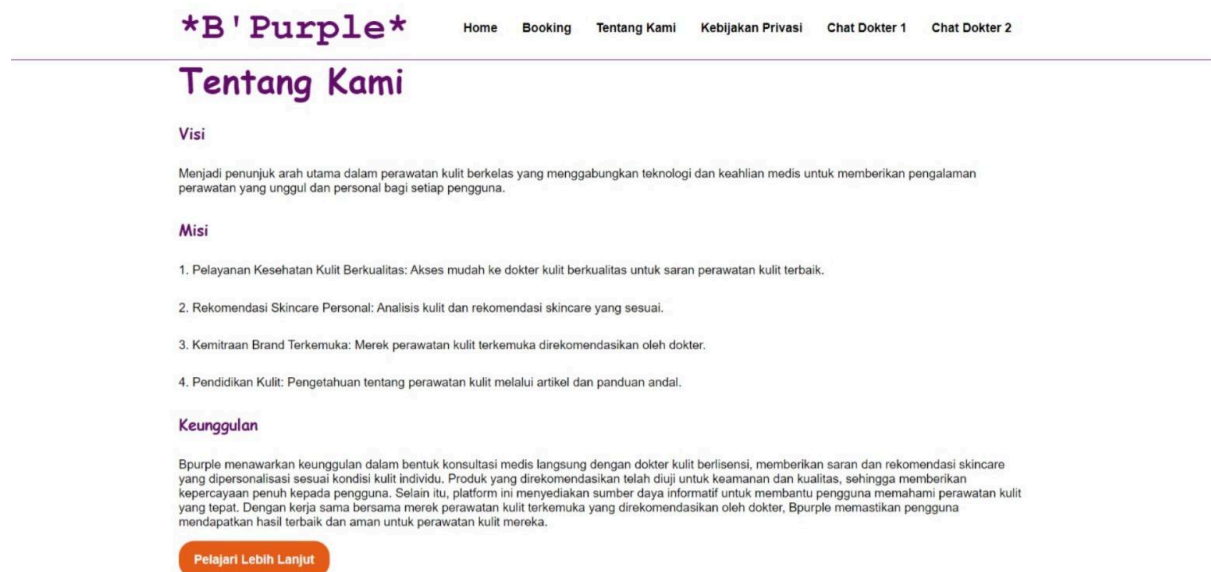 *B'Purple*
Home Booking Tentang Kami Kebijakan Privasi Chat Dokter 1 Chat Dokter 2
Tentang Kami
Visi
Menjadi penunjuk arah utama dalam perawatan kulit berkelas yang menggabungkan teknologi dan keahlian medis untuk memberikan pengalaman
perawatan yang unggul dan personal bagi setiap pengguna.
Misi
1. Pelayanan Kesehatan Kulit Berkualitas: Akses mudah ke dokter kulit berkualitas untuk saran perawatan kulit terbaik.
2. Rekomendasi Skincare Personal: Analisis kulit dan rekomendasi skincare yang sesuai.
3. Kemitraan Brand Terkemuka: Merek perawatan kulit terkemuka direkomendasikan oleh dokter.
4. Pendidikan Kulit: Pengetahuan tentang perawatan kulit melalui artikel dan panduan andal.
Keunggulan
Bpurple menawarkan keunggulan dalam bentuk konsultasi medis langsung dengan dokter kulit berlisensi, memberikan saran dan rekomendasi skincare
yang dipersonalisasi sesuai kondisi kulit individu. Produk yang direkomendasikan telah diuji untuk keamanan dan kualitas, sehingga memberikan
kepercayaan penuh kepada pengguna. Selain itu, platform ini menyediakan sumber daya informatif untuk membantu pengguna memahami perawatan kulit
yang tepat. Dengan kerja sama bersama merek perawatan kulit terkemuka yang direkomendasikan oleh dokter, Bpurple memastikan pengguna
mendapatkan hasil terbaik dan aman untuk perawatan kulit mereka.
Pelajari Lebih Lanjut